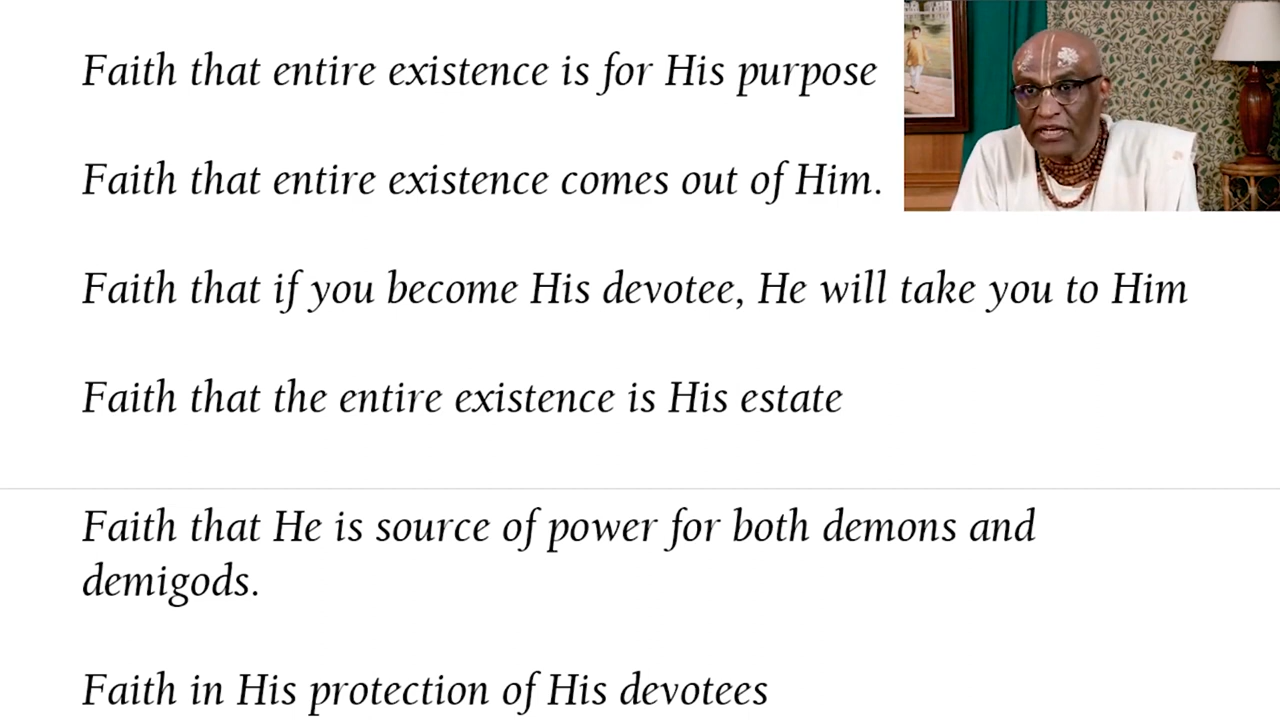 Faith that entire existence is for His purpose
Faith that entire existence comes out of Him.
Faith that if you become His devotee, He will take you to Him
Faith that the entire existence is His estate
Faith that He is source of power for both demons and
demigods.
Faith in His protection of His devotees